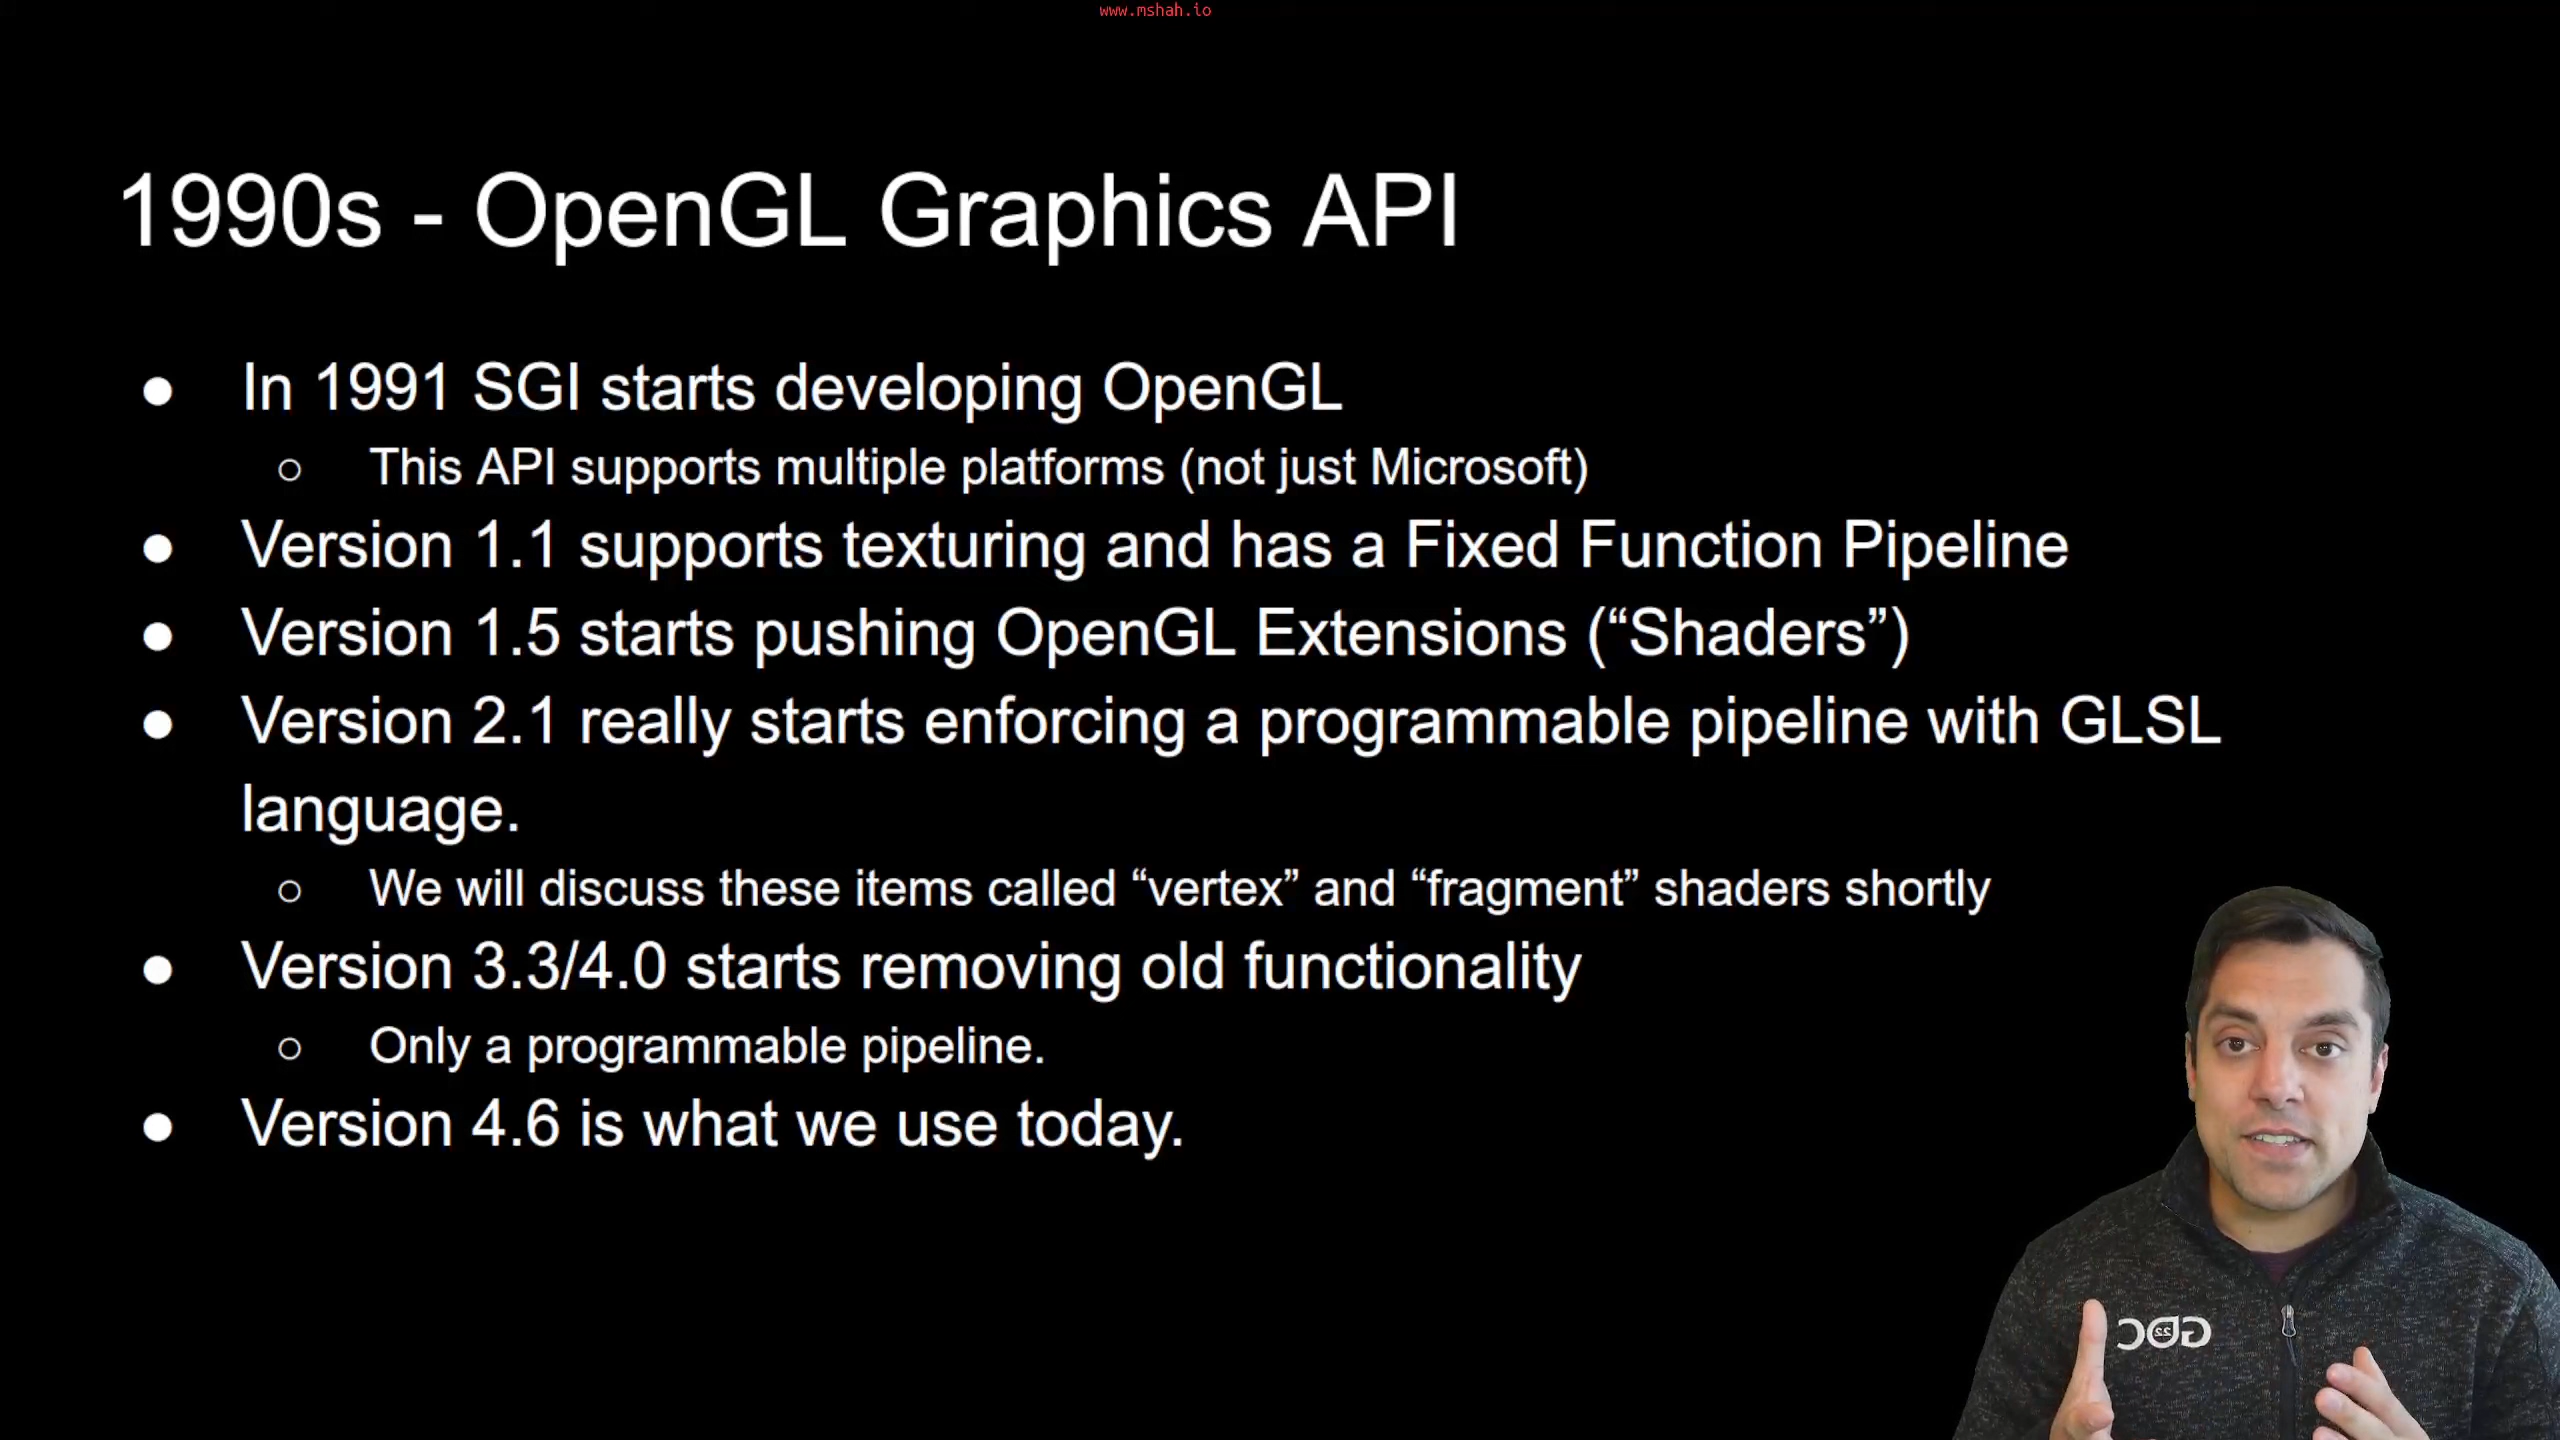 www.mshah.io
1990s - OpenGL Graphics API
● In 1991 SGI starts developing OpenGL
○ This API supports multiple platforms (not just Microsoft)
● Version 1.1 supports texturing and has a Fixed Function Pipeline
● Version 1.5 starts pushing OpenGL Extensions (“Shaders”)
● Version 2.1 really starts enforcing a programmable pipeline with GLSL
language.
○ We will discuss these items called “vertex” and “fragment” shaders shortly
● Version 3.3/4.0 starts removing old functionality
○ Only a programmable pipeline.
● Version 4.6 is what we use today.
GDC 22